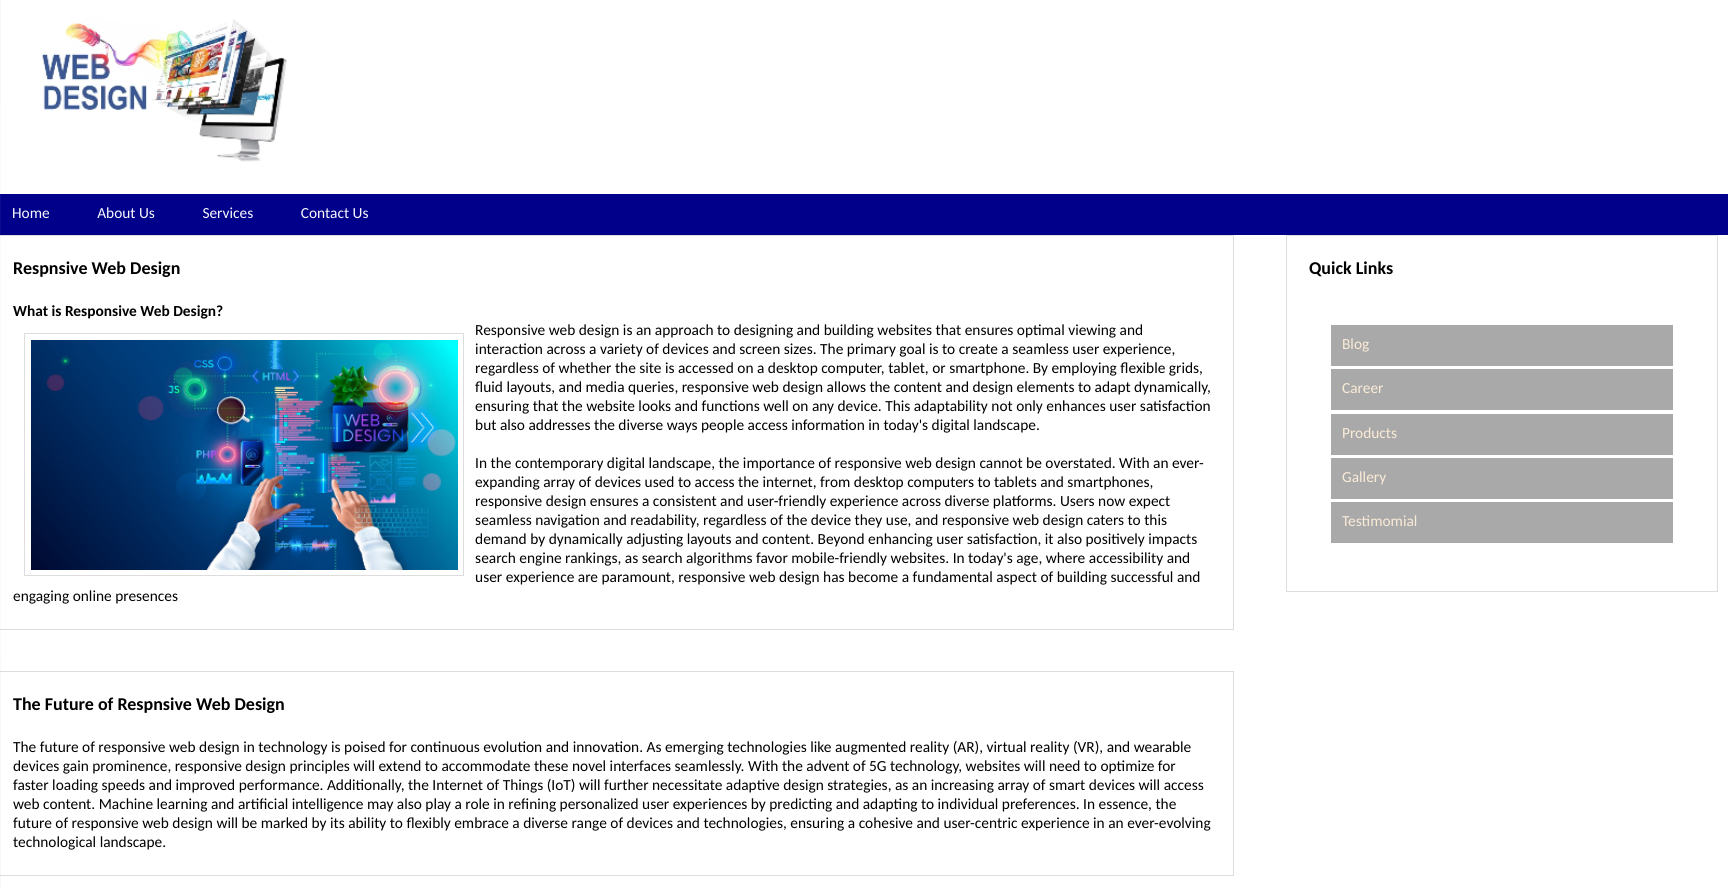 WEB
DESIGN
Home
About Us
Services
Contact Us
Respnsive Web Design
What is Responsive Web Design?
CSS
HTML
JS
WEB
DESIGN
PHP
Responsive web design is an approach to designing and building websites that ensures optimal viewing and
interaction across a variety of devices and screen sizes. The primary goal is to create a seamless user experience,
regardless of whether the site is accessed on a desktop computer, tablet, or smartphone. By employing flexible grids,
fluid layouts, and media queries, responsive web design allows the content and design elements to adapt dynamically,
ensuring that the website looks and functions well on any device. This adaptability not only enhances user satisfaction
but also addresses the diverse ways people access information in today's digital landscape.
In the contemporary digital landscape, the importance of responsive web design cannot be overstated. With an ever-
expanding array of devices used to access the internet, from desktop computers to tablets and smartphones,
responsive design ensures a consistent and user-friendly experience across diverse platforms. Users now expect
seamless navigation and readability, regardless of the device they use, and responsive web design caters to this
demand by dynamically adjusting layouts and content. Beyond enhancing user satisfaction, it also positively impacts
search engine rankings, as search algorithms favor mobile-friendly websites. In today's age, where accessibility and
user experience are paramount, responsive web design has become a fundamental aspect of building successful and
engaging online presences
The Future of Respnsive Web Design
The future of responsive web design in technology is poised for continuous evolution and innovation. As emerging technologies like augmented reality (AR), virtual reality (VR), and wearable
devices gain prominence, responsive design principles will extend to accommodate these novel interfaces seamlessly. With the advent of 5G technology, websites will need to optimize for
faster loading speeds and improved performance. Additionally, the Internet of Things (IoT) will further necessitate adaptive design strategies, as an increasing array of smart devices will access
web content. Machine learning and artificial intelligence may also play a role in refining personalized user experiences by predicting and adapting to individual preferences. In essence, the
future of responsive web design will be marked by its ability to flexibly embrace a diverse range of devices and technologies, ensuring a cohesive and user-centric experience in an ever-evolving
technological landscape.
Quick Links
Blog
Career
Products
Gallery
Testimomial